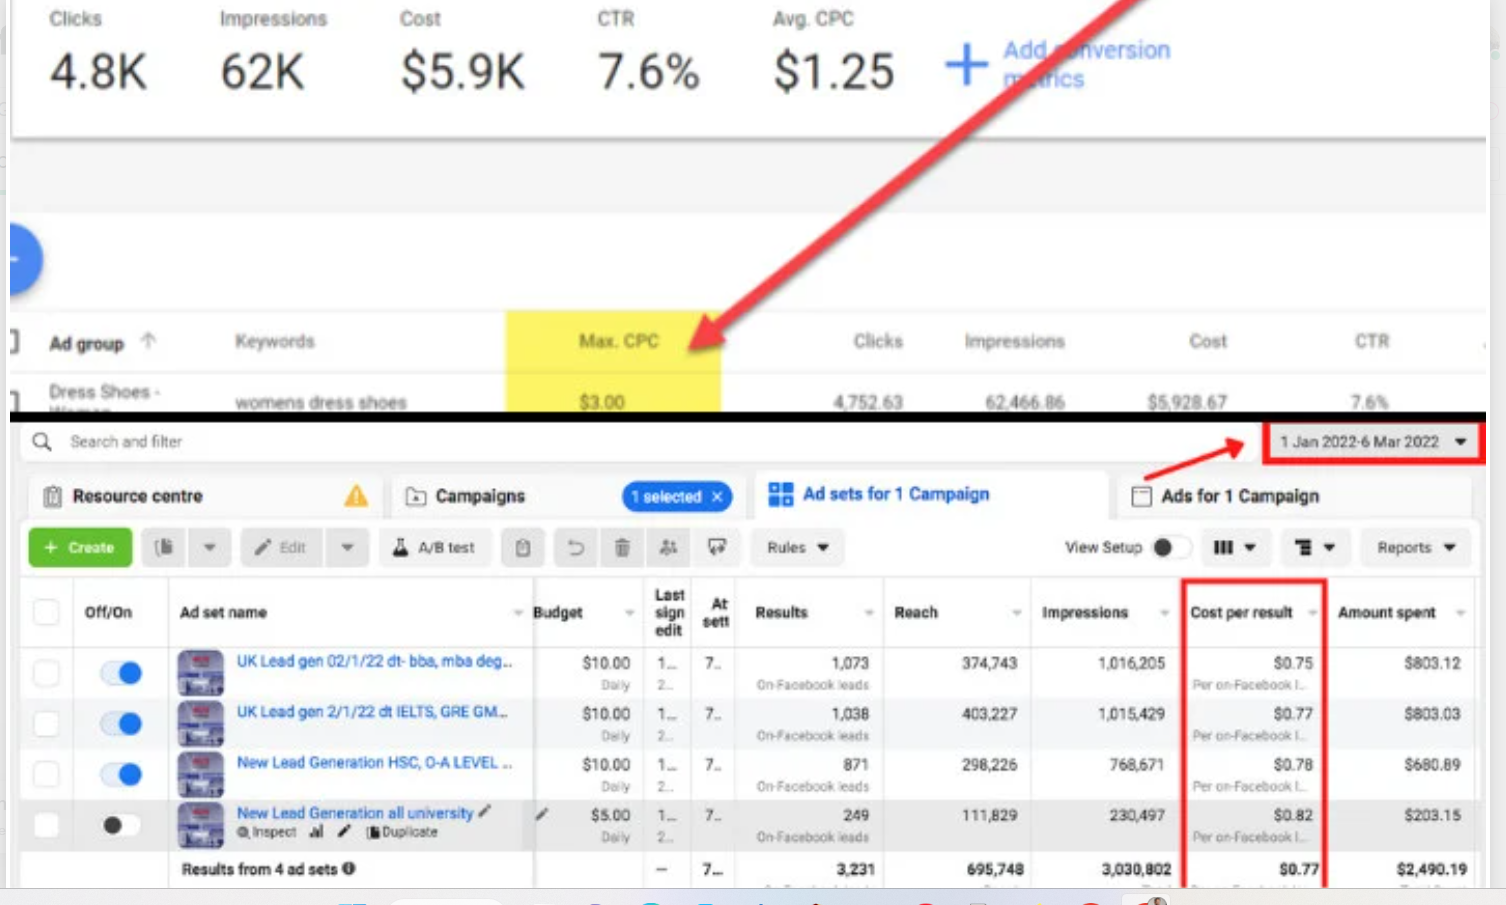 Clicks Impressions Cost CTR Avg. CPC
4.8K 62K $5.9K 7.6% $1.25 + Add conversion
metrics
Ad group ↑ Keywords Max. CPC Clicks Impressions Cost CTR
Dress Shoes - womens dress shoes $3.00 4,752.63 62,466.86 $5,928.67 7.6%
Search and filter 1 Jan 2022-6 Mar 2022
Resource centre Campaigns 1 selected × Ad sets for 1 Campaign Ads for 1 Campaign
+ Create Edit A/B test Rules View Setup Reports
Off/On Ad set name Budget Last sign edit At sett Results Reach Impressions Cost per result Amount spent
UK Lead gen 02/1/22 dt- bba, mba deg... $10.00 1... 7.. 1,073 374,743 1,016,205 $0.75 $803.12
Daily 2... On-Facebook leads Per on-Facebook l...
UK Lead gen 2/1/22 dt IELTS, GRE GM... $10.00 1... 7.. 1,038 403,227 1,015,429 $0.77 $803.03
Daily 2... On-Facebook leads Per on-Facebook l...
New Lead Generation HSC, O-A LEVEL ... $10.00 1... 7.. 871 298,226 768,671 $0.78 $680.89
Daily 2... On-Facebook leads Per on-Facebook l...
New Lead Generation all university $5.00 1... 7.. 249 111,829 230,497 $0.82 $203.15
Inspect Duplicate Daily 2... On-Facebook leads Per on-Facebook l...
Results from 4 ad sets — 7... 3,231 695,748 3,030,802 $0.77 $2,490.19